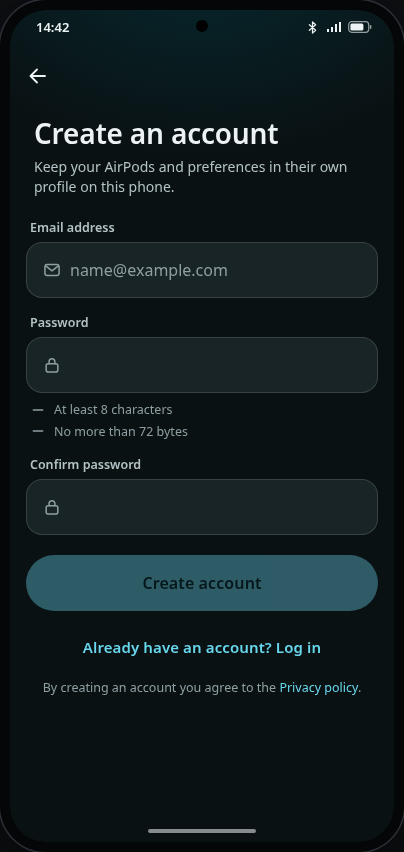 14:42
Create an account
Keep your AirPods and preferences in their own
profile on this phone.
Email address
name@example.com
Password
At least 8 characters
No more than 72 bytes
Confirm password
Create account
Already have an account? Log in
By creating an account you agree to the Privacy policy.